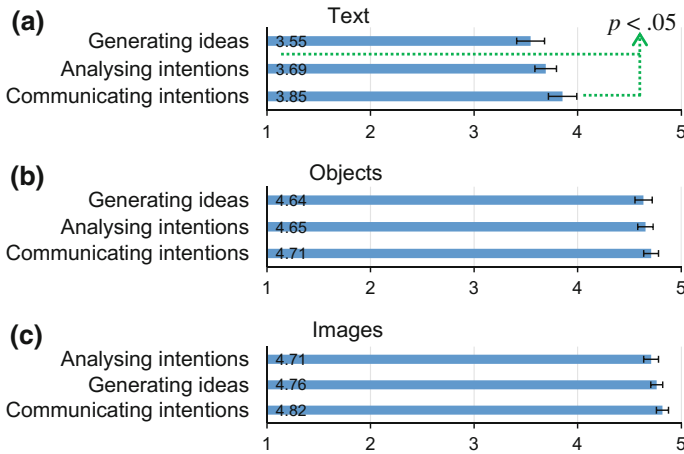 (a) Text p < .05
Generating ideas 3.55
Analysing intentions 3.69
Communicating intentions 3.85
1 2 3 4 5
(b) Objects
Generating ideas 4.64
Analysing intentions 4.65
Communicating intentions 4.71
1 2 3 4 5
(c) Images
Analysing intentions 4.71
Generating ideas 4.76
Communicating intentions 4.82
1 2 3 4 5